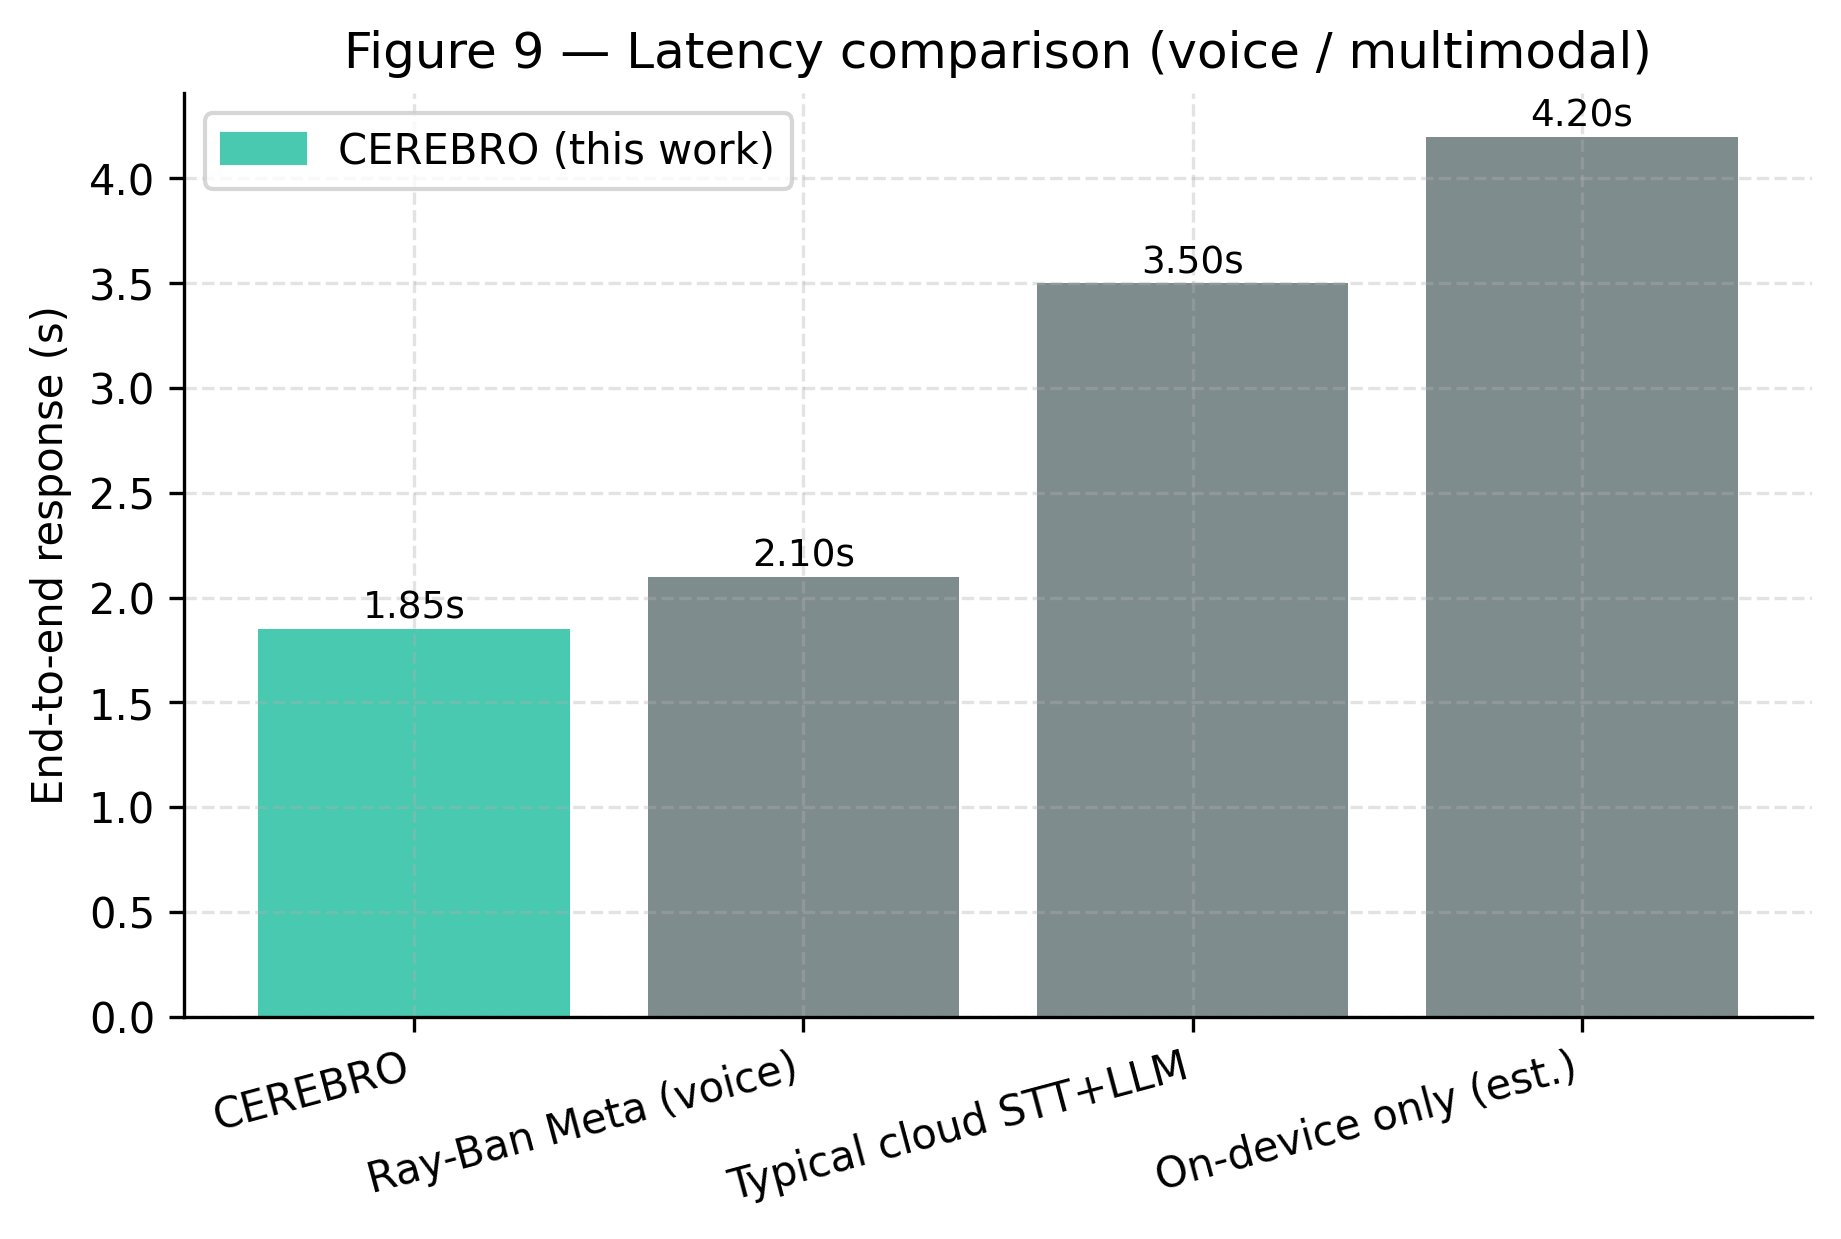 Figure 9 — Latency comparison (voice / multimodal)
CEREBRO (this work)
End-to-end response (s)
4.0
3.5
3.0
2.5
2.0
1.5
1.0
0.5
0.0
1.85s
2.10s
3.50s
4.20s
CEREBRO
Ray-Ban Meta (voice)
Typical cloud STT+LLM
On-device only (est.)